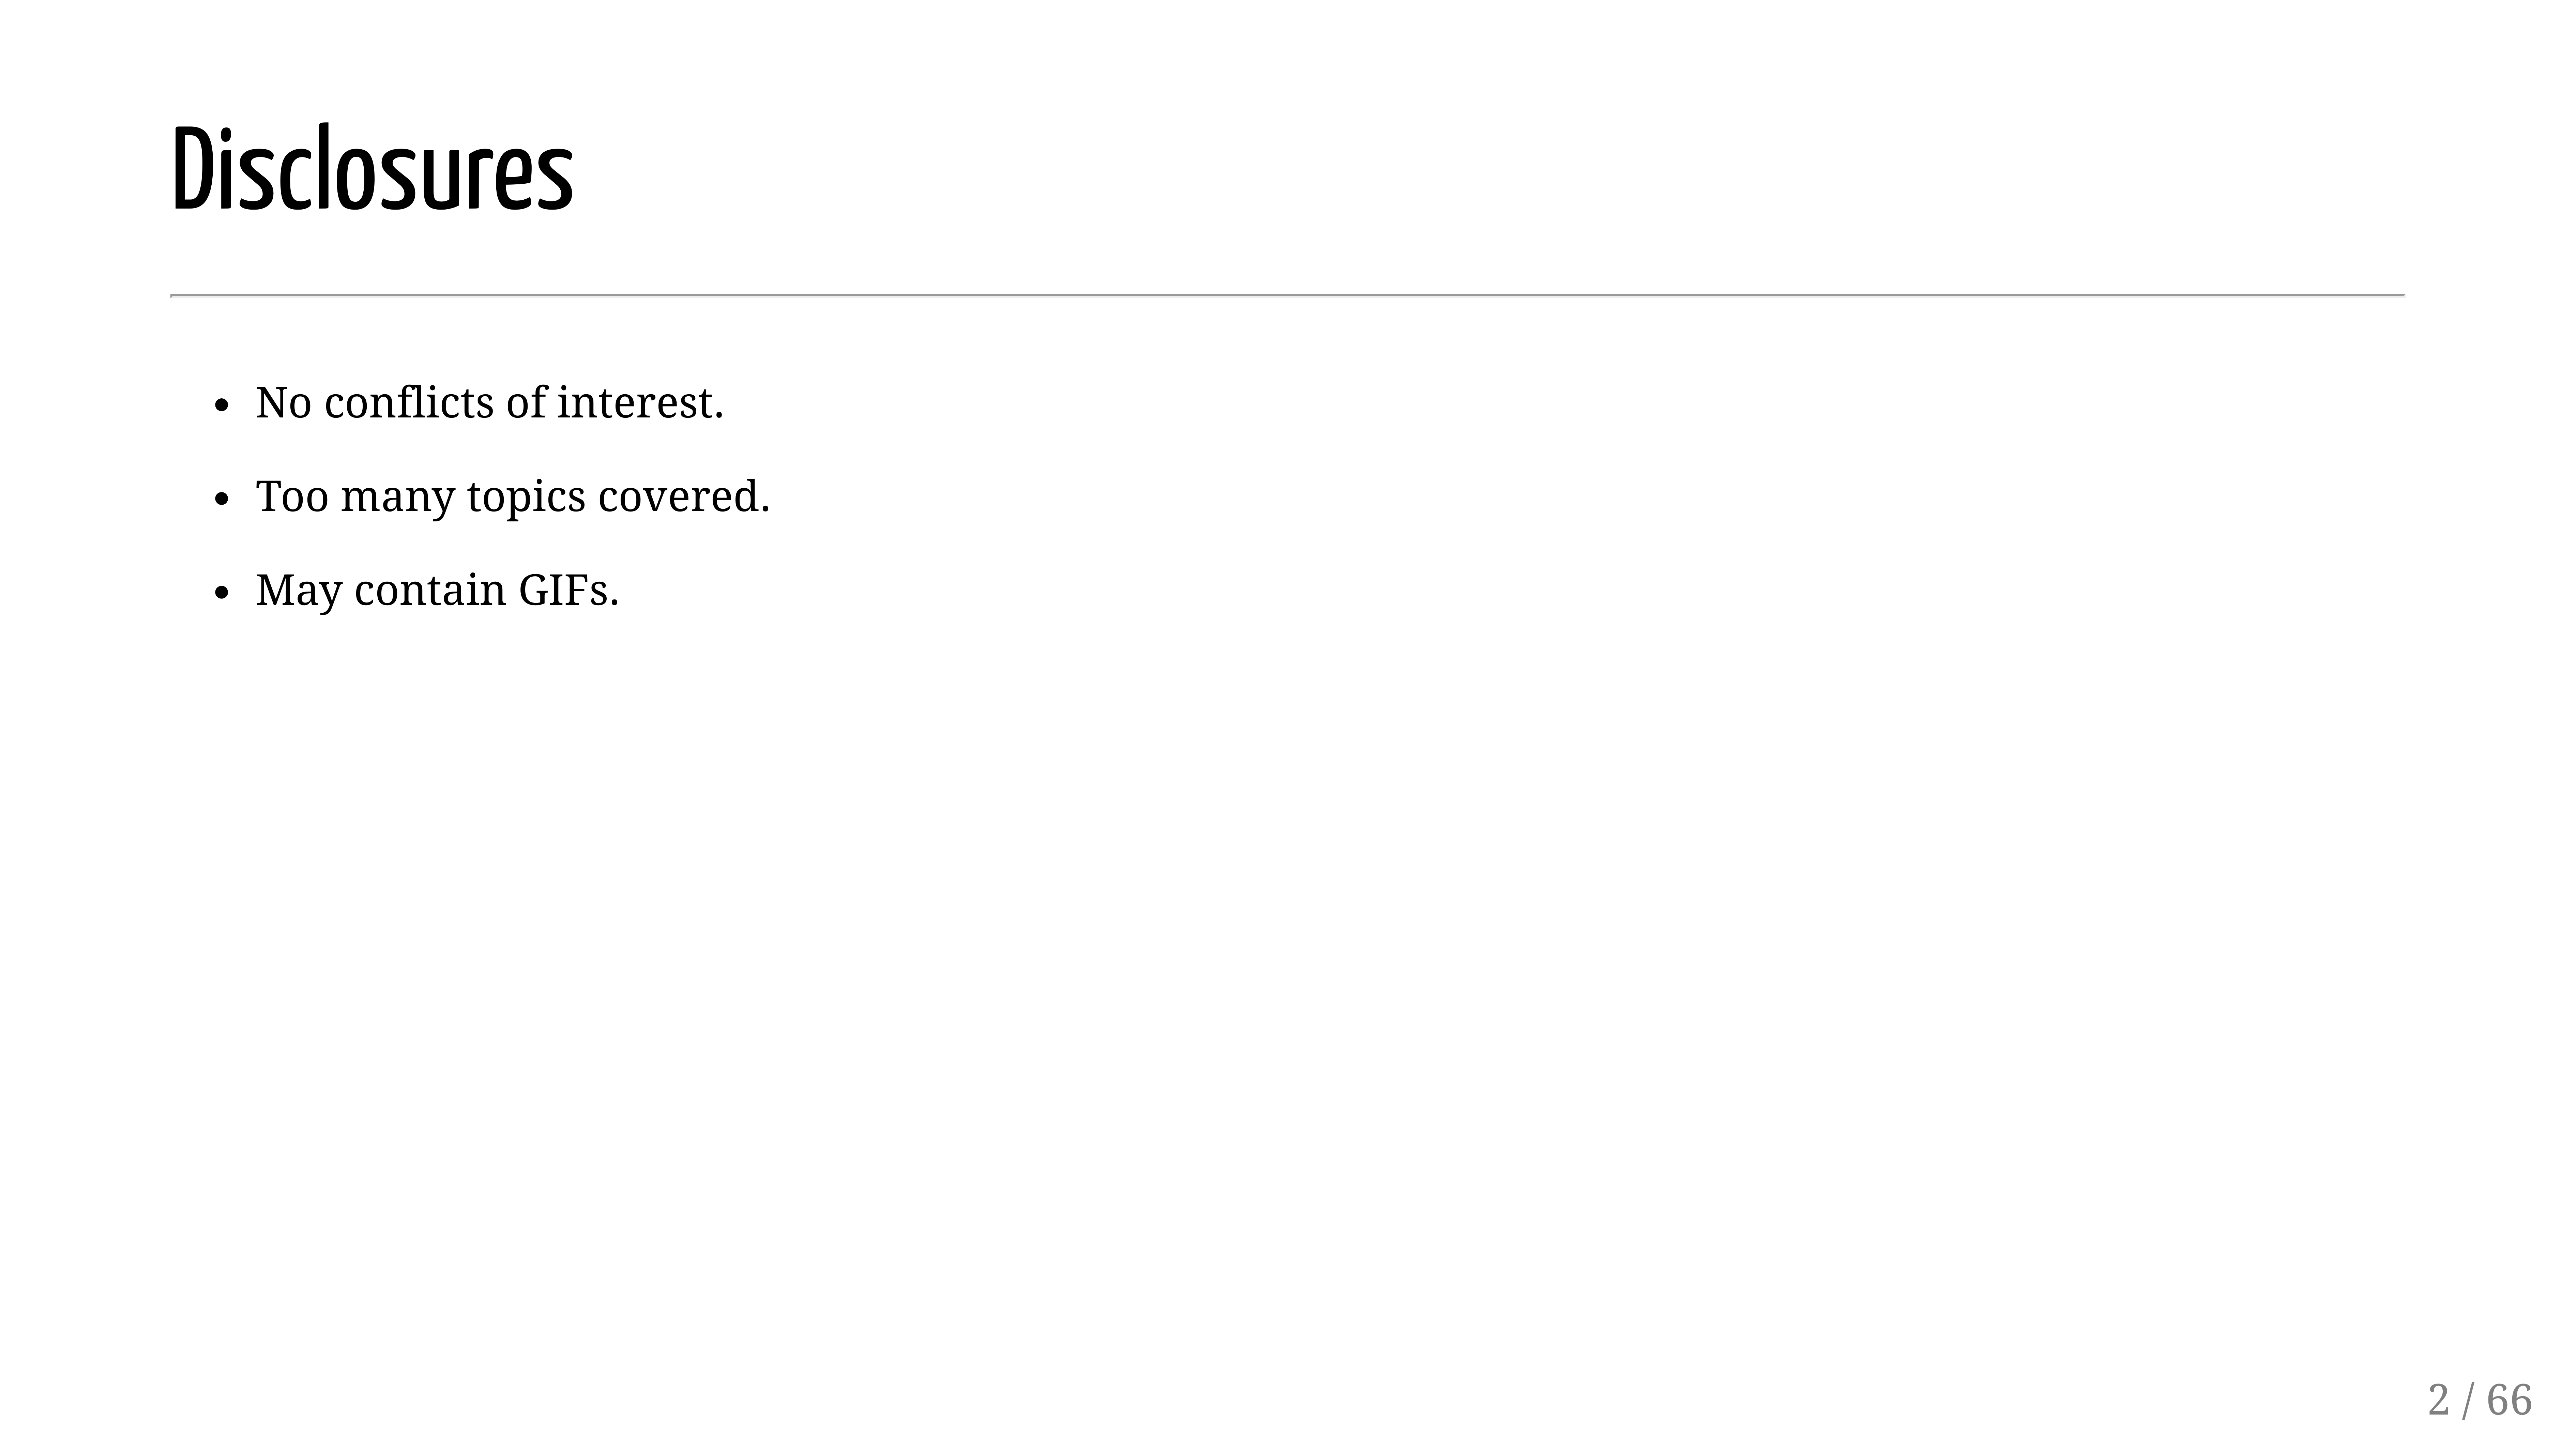 Disclosures
• No conflicts of interest.
• Too many topics covered.
• May contain GIFs.
2 / 66